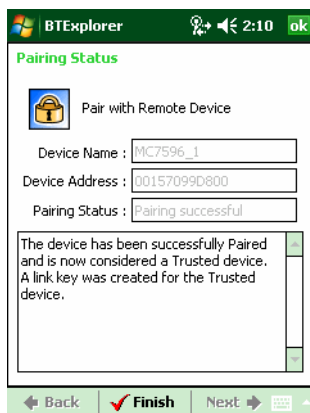 BTExplorer 2:10 ok
Pairing Status
Pair with Remote Device
Device Name : MC7596_1
Device Address : 00157099D800
Pairing Status : Pairing successful
The device has been successfully Paired
and is now considered a Trusted device.
A link key was created for the Trusted
device.
Back Finish Next